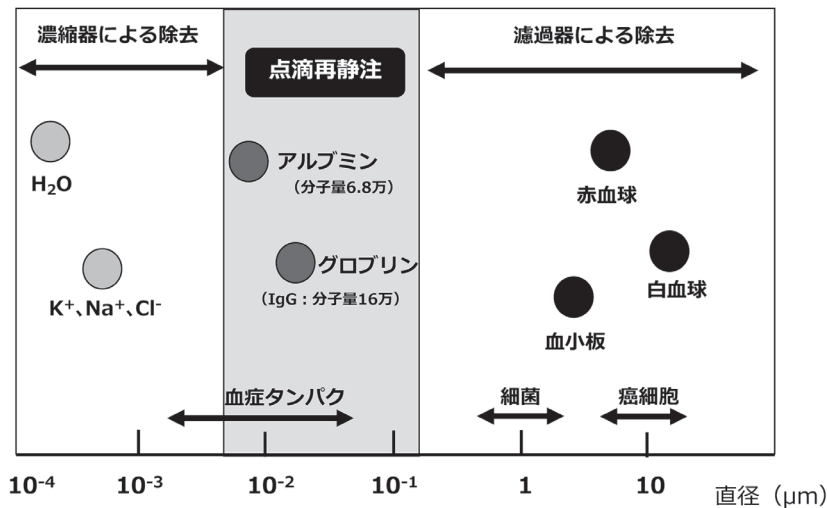 濃縮器による除去
点滴再静注
濾過器による除去
H₂O
アルブミン
（分子量6.8万）
赤血球
K⁺、Na⁺、Cl⁻
グロブリン
（IgG：分子量16万）
白血球
血小板
血症タンパク
細菌
癌細胞
10⁻⁴ 10⁻³ 10⁻² 10⁻¹ 1 10
直径（μm）